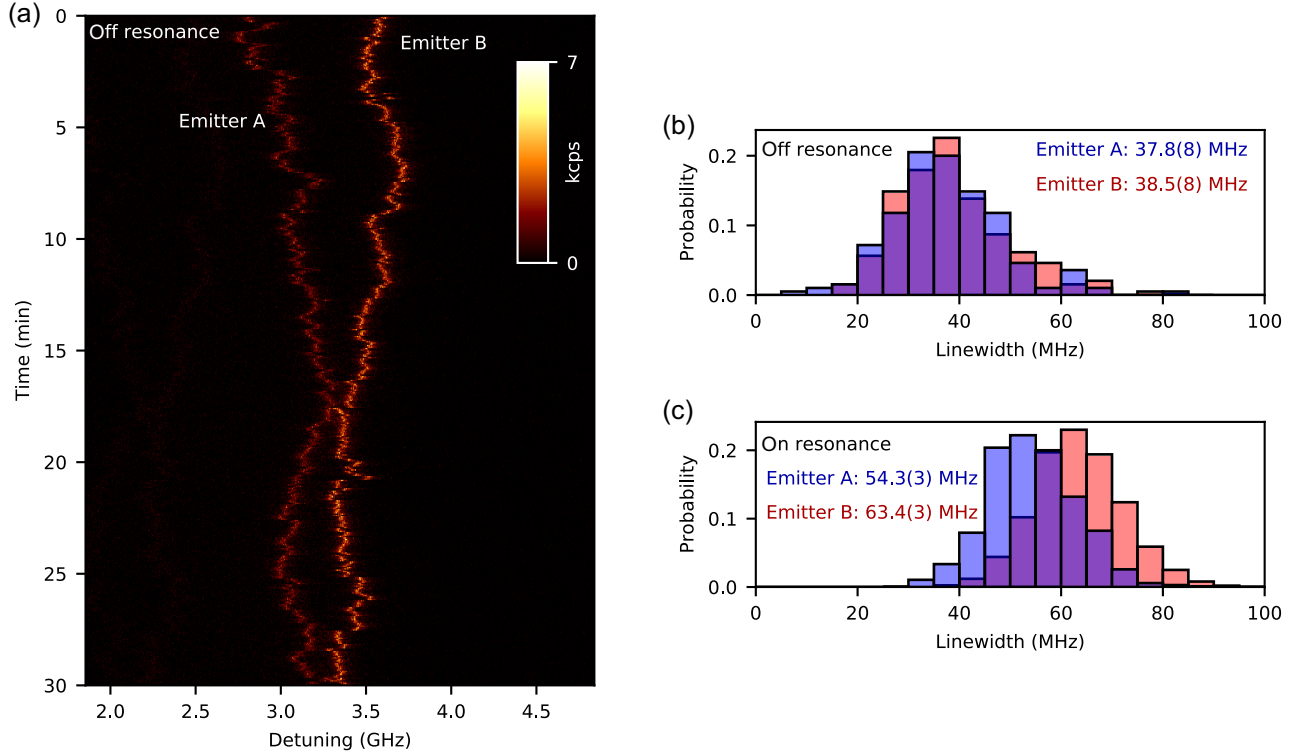 (a)
0
5
10
15
20
25
30
Time (min)
Off resonance
Emitter A
Emitter B
7
0
kcps
2.0 2.5 3.0 3.5 4.0 4.5
Detuning (GHz)
(b)
0.2
0.1
0.0
Probability
Off resonance
Emitter A: 37.8(8) MHz
Emitter B: 38.5(8) MHz
0 20 40 60 80 100
Linewidth (MHz)
(c)
0.2
0.1
0.0
Probability
On resonance
Emitter A: 54.3(3) MHz
Emitter B: 63.4(3) MHz
0 20 40 60 80 100
Linewidth (MHz)